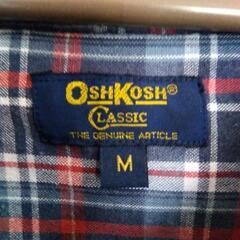 OSHKOSH®
CLASSIC
THE GENUINE ARTICLE
M